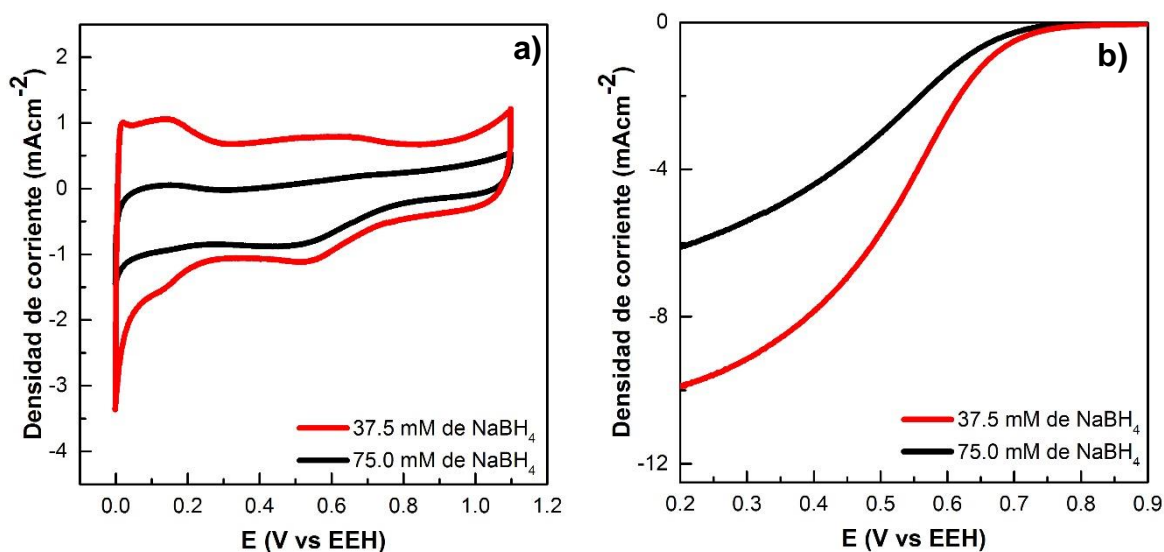 a)
Densidad de corriente (mAcm-2)
2
1
0
-1
-2
-3
-4
37.5 mM de NaBH4
75.0 mM de NaBH4
0.0 0.2 0.4 0.6 0.8 1.0 1.2
E (V vs EEH)
b)
Densidad de corriente (mAcm-2)
0
-4
-8
-12
37.5 mM de NaBH4
75.0 mM de NaBH4
0.2 0.3 0.4 0.5 0.6 0.7 0.8 0.9
E (V vs EEH)